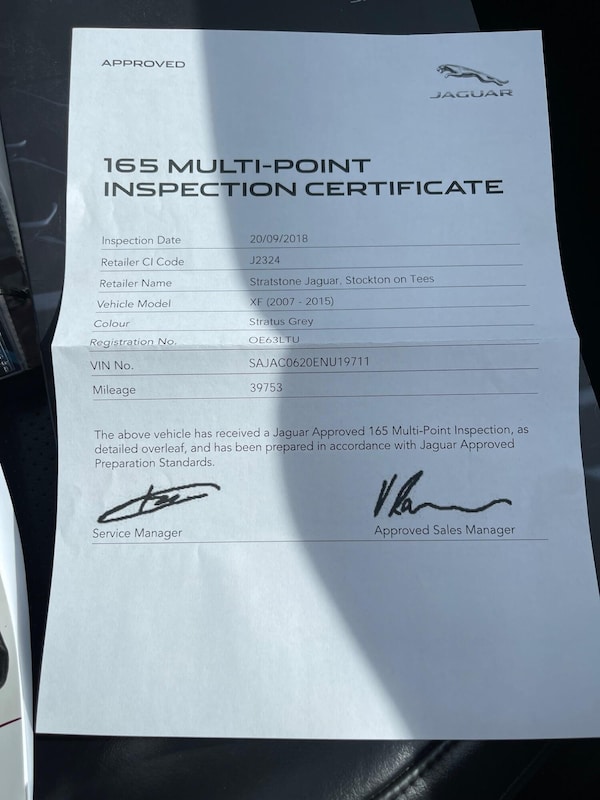 APPROVED
JAGUAR
165 MULTI-POINT
INSPECTION CERTIFICATE
Inspection Date 20/09/2018
Retailer CI Code J2324
Retailer Name Stratstone Jaguar, Stockton on Tees
Vehicle Model XF (2007 - 2015)
Colour Stratus Grey
Registration No. OE63LTU
VIN No. SAJAC0620ENU19711
Mileage 39753
The above vehicle has received a Jaguar Approved 165 Multi-Point Inspection, as
detailed overleaf, and has been prepared in accordance with Jaguar Approved
Preparation Standards.
Service Manager Approved Sales Manager